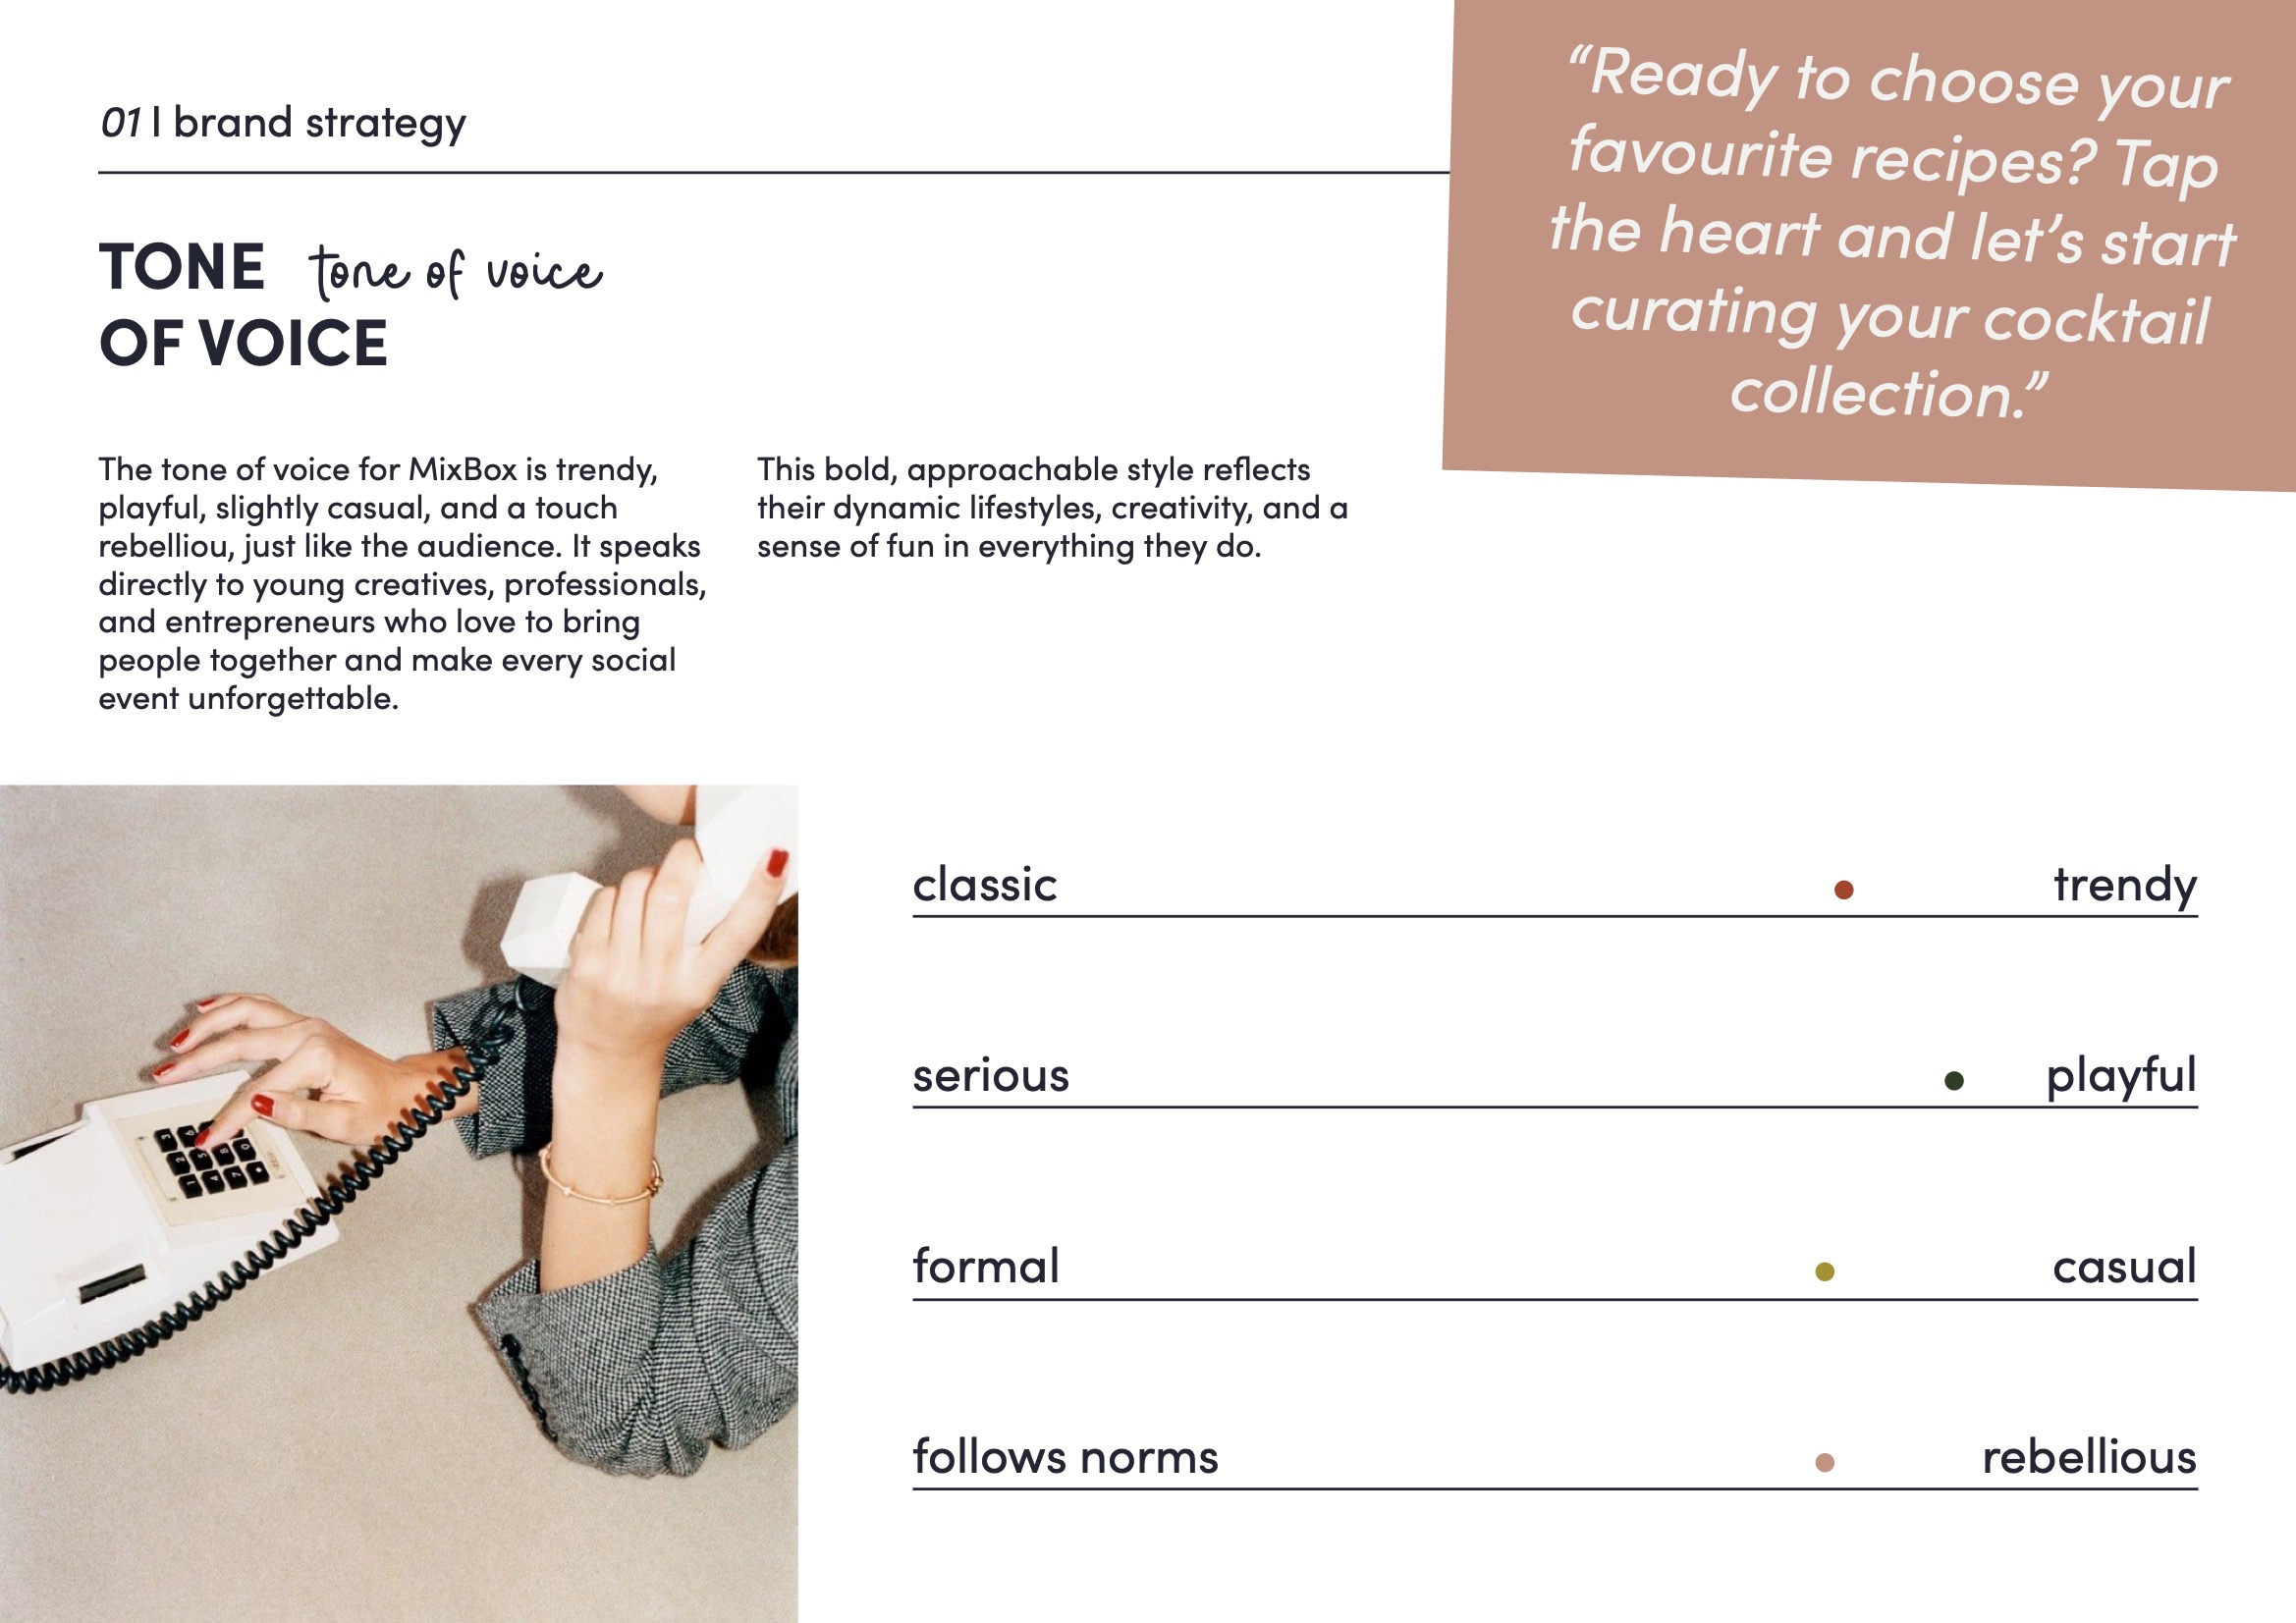 01 | brand strategy
“Ready to choose your
favourite recipes? Tap
the heart and let’s start
curating your cocktail
collection.”
TONE
OF VOICE
tone of voice
The tone of voice for MixBox is trendy,
playful, slightly casual, and a touch
rebelliou, just like the audience. It speaks
directly to young creatives, professionals,
and entrepreneurs who love to bring
people together and make every social
event unforgettable.
This bold, approachable style reflects
their dynamic lifestyles, creativity, and a
sense of fun in everything they do.
classic trendy
serious playful
formal casual
follows norms rebellious